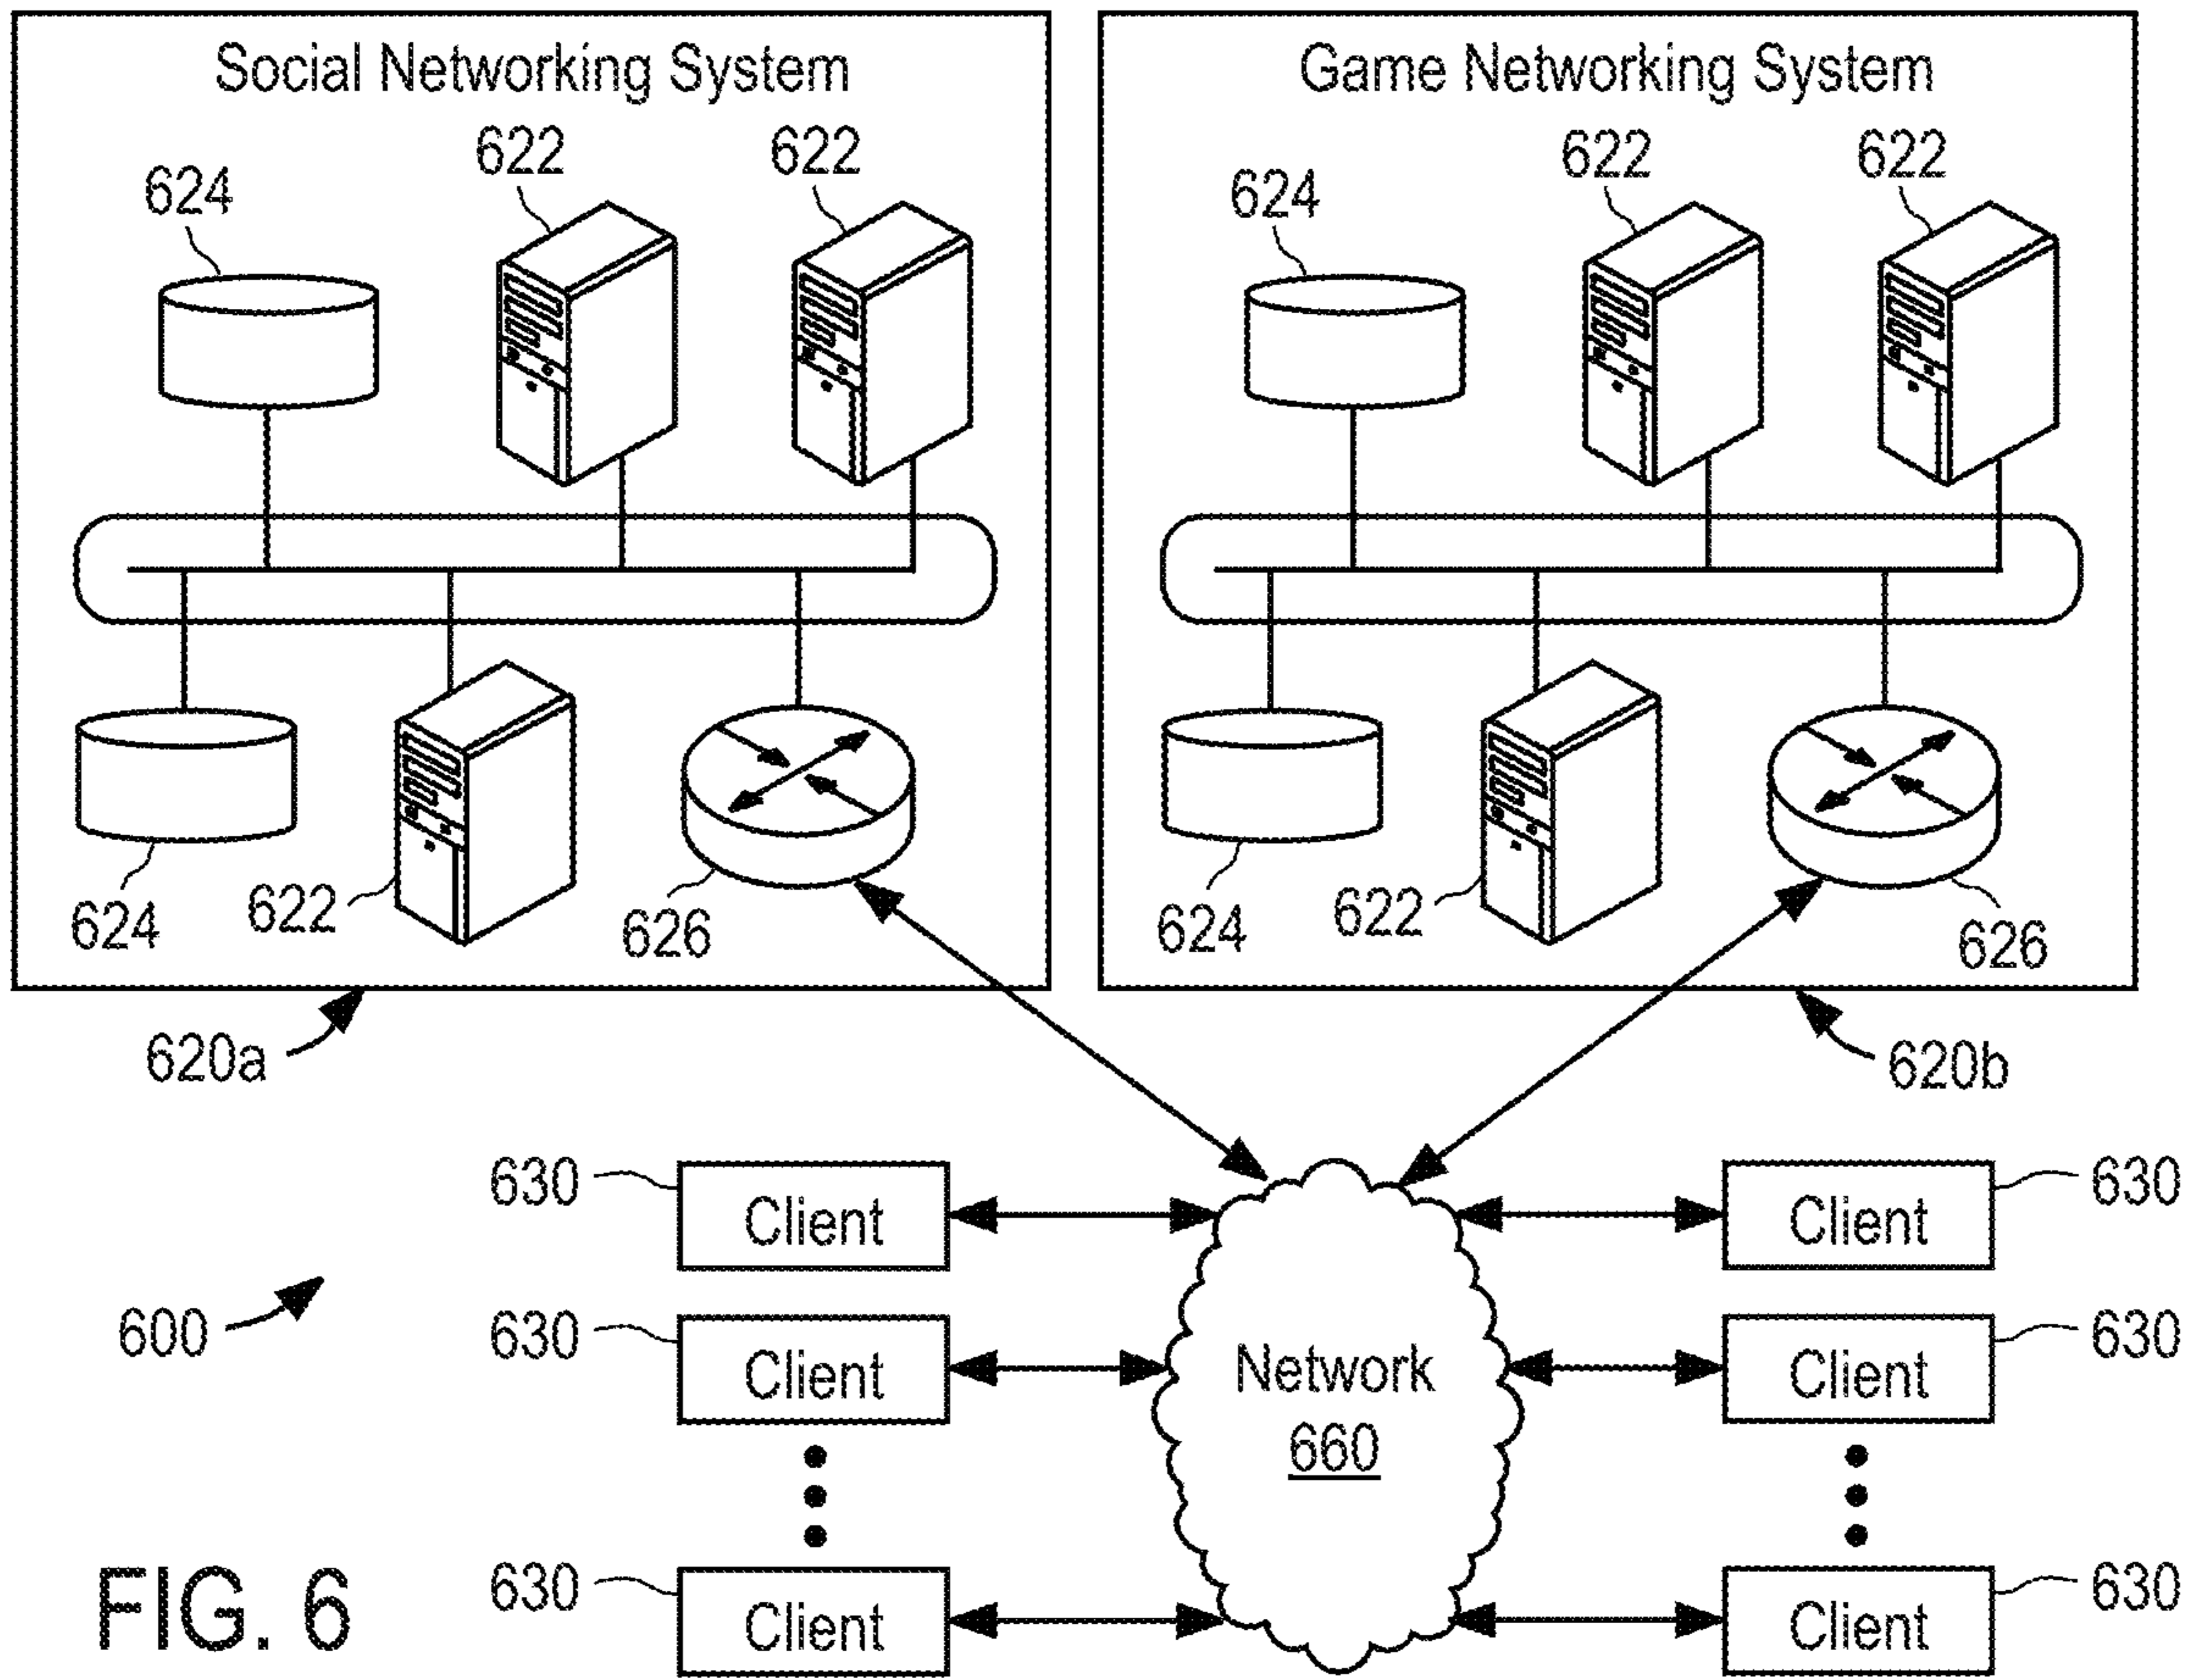 Social Networking System
Game Networking System
622 622
624
622 622
624
624
622
626
624
622
626
620a
620b
630
Client
Client
630
600
630
Client
Network
660
Client
630
630
Client
Client
630
FIG. 6